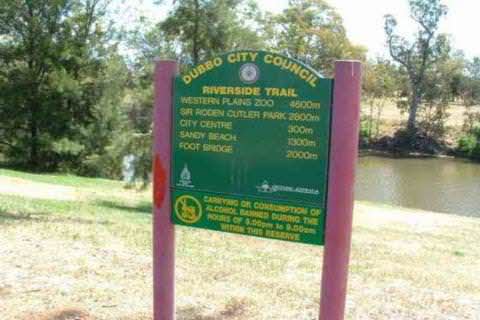 DUBBO CITY COUNCIL
RIVERSIDE TRAIL
WESTERN PLAINS ZOO 4600m
SIR RODEN CUTLER PARK 2800m
CITY CENTRE 300m
SANDY BEACH 1300m
FOOT BRIDGE 2000m
CARRYING OR CONSUMPTION OF
ALCOHOL BANNED DURING THE
HOURS OF 5.00pm to 9.00am
WITHIN THIS RESERVE